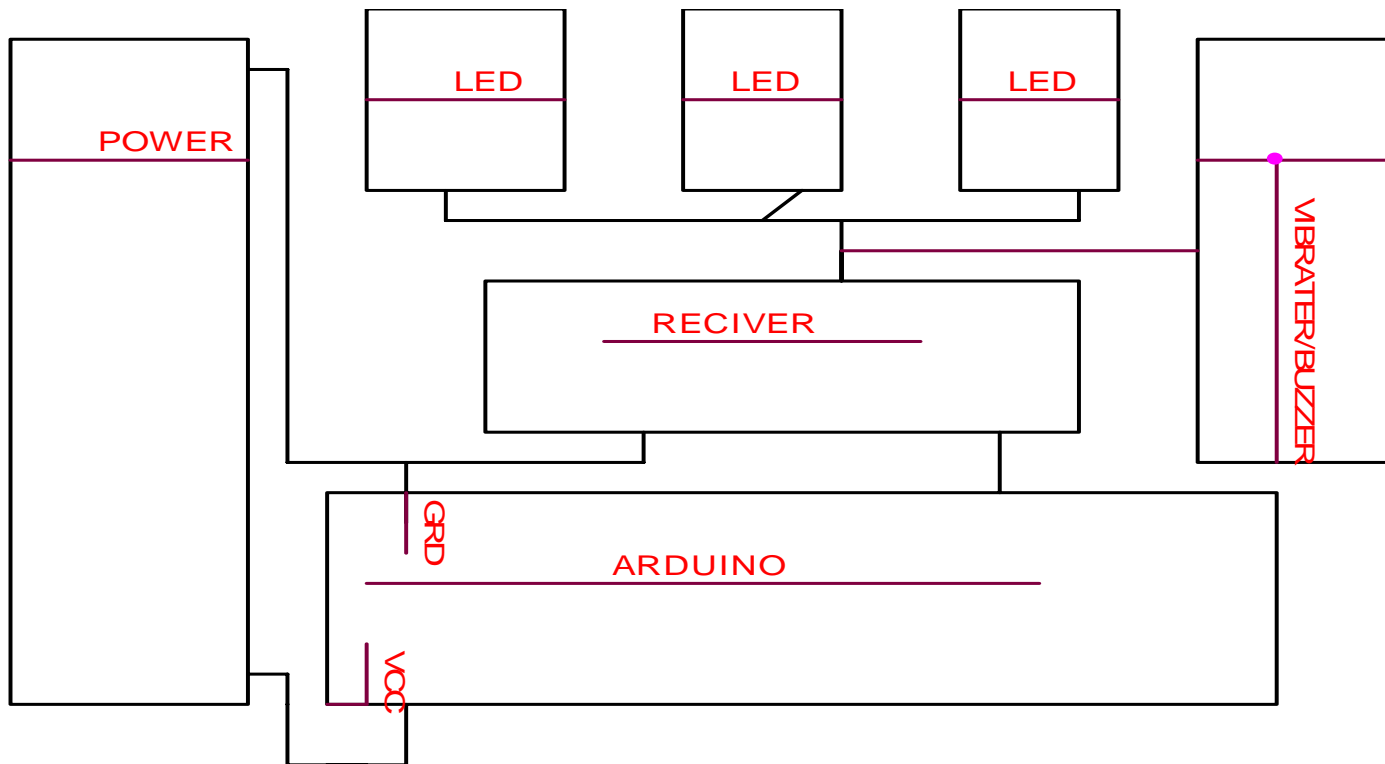 LED
LED
LED
POWER
VIBRATER/BUZZER
RECIVER
GRD
ARDUINO
VCC